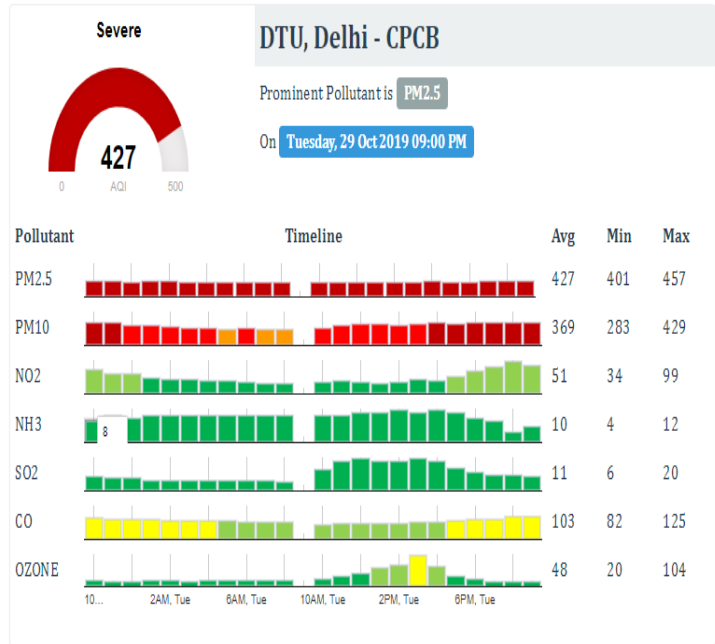 Severe
427
0 AQI 500
DTU, Delhi - CPCB
Prominent Pollutant is PM2.5
On Tuesday, 29 Oct 2019 09:00 PM
Pollutant Timeline Avg Min Max
PM2.5 427 401 457
PM10 369 283 429
NO2 51 34 99
NH3 8 10 4 12
SO2 11 6 20
CO 103 82 125
OZONE 48 20 104
10... 2AM, Tue 6AM, Tue 10AM, Tue 2PM, Tue 6PM, Tue